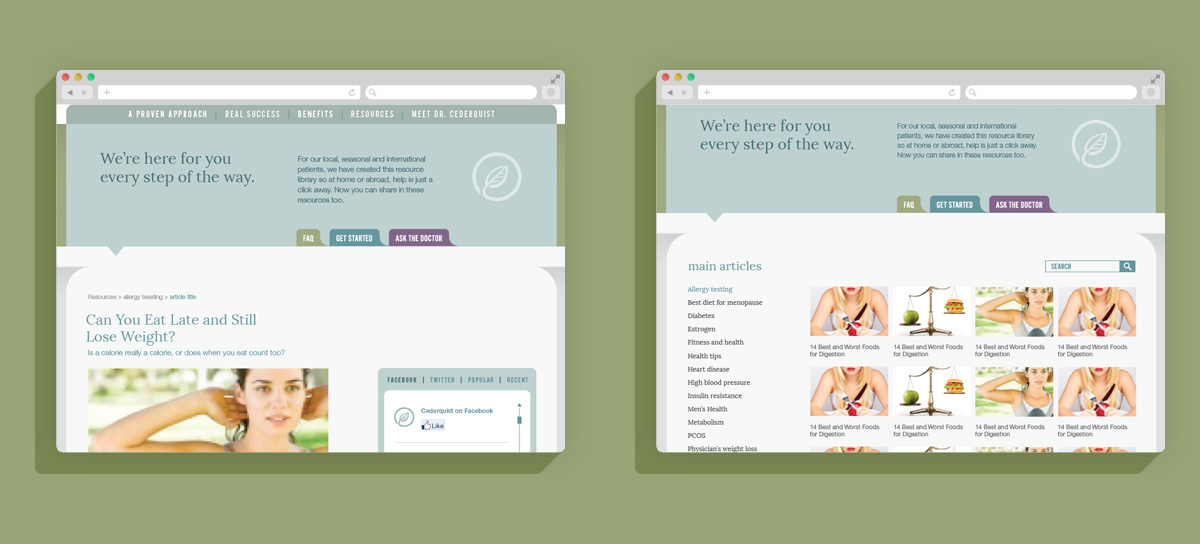 A PROVEN APPROACH | REAL SUCCESS | BENEFITS | RESOURCES | MEET DR. CEDERQUIST
We're here for you
every step of the way.
For our local, seasonal and international
patients, we have created this resource
library so at home or abroad, help is just a
click away. Now you can share in these
resources too.
FAQ
GET STARTED
ASK THE DOCTOR
Resources > allergy teseting > article title
Can You Eat Late and Still
Lose Weight?
Is a calorie really a calorie, or does when you eat count too?
FACEBOOK | TWITTER | POPULAR | RECENT
Cederquist on Facebook
Like
We're here for you
every step of the way.
For our local, seasonal and international
patients, we have created this resource library
so at home or abroad, help is just a click away.
Now you can share in these resources too.
FAQ
GET STARTED
ASK THE DOCTOR
main articles
SEARCH
Allergy testing
Best diet for menopause
Diabetes
Estrogen
Fitness and health
Health tips
Heart disease
High blood pressure
Insulin resistance
Men's Health
Metabolism
PCOS
Physician's weight loss
14 Best and Worst Foods
for Digestion
14 Best and Worst Foods
for Digestion
14 Best and Worst Foods
for Digestion
14 Best and Worst Foods
for Digestion
14 Best and Worst Foods
for Digestion
14 Best and Worst Foods
for Digestion
14 Best and Worst Foods
for Digestion
14 Best and Worst Foods
for Digestion